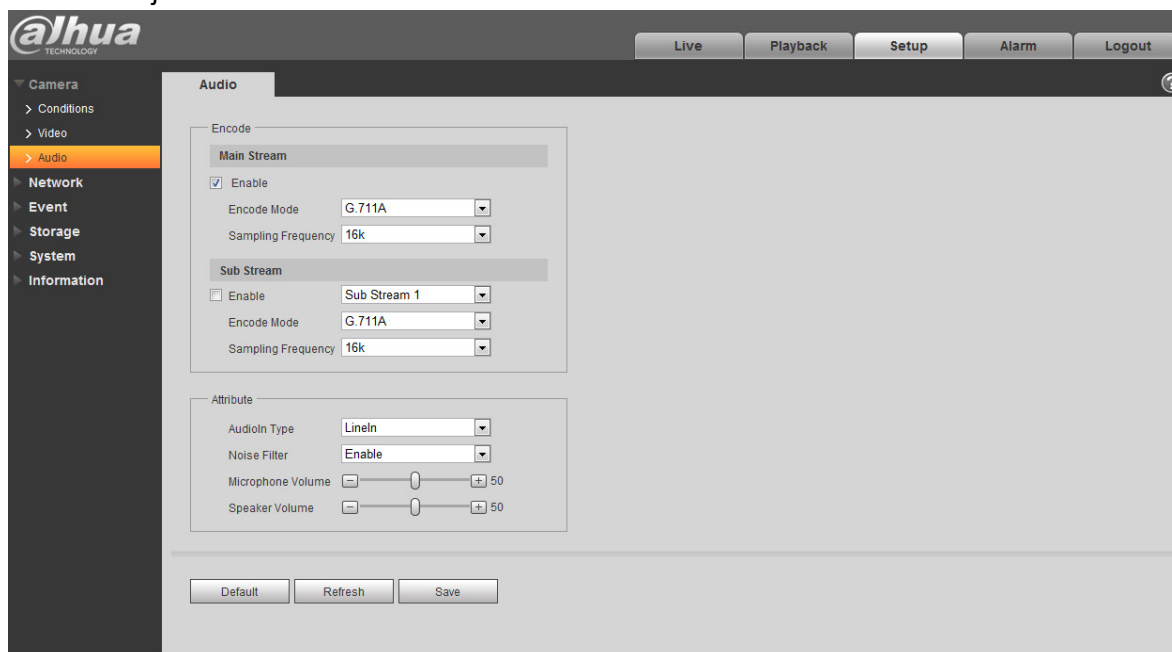 alhua
TECHNOLOGY
Live Playback Setup Alarm Logout
Camera
Conditions
Video
Audio
Network
Event
Storage
System
Information
Audio
?
Encode
Main Stream
Enable
Encode Mode G.711A
Sampling Frequency 16k
Sub Stream
Enable Sub Stream 1
Encode Mode G.711A
Sampling Frequency 16k
Attribute
AudioIn Type LineIn
Noise Filter Enable
Microphone Volume - + 50
Speaker Volume - + 50
Default Refresh Save